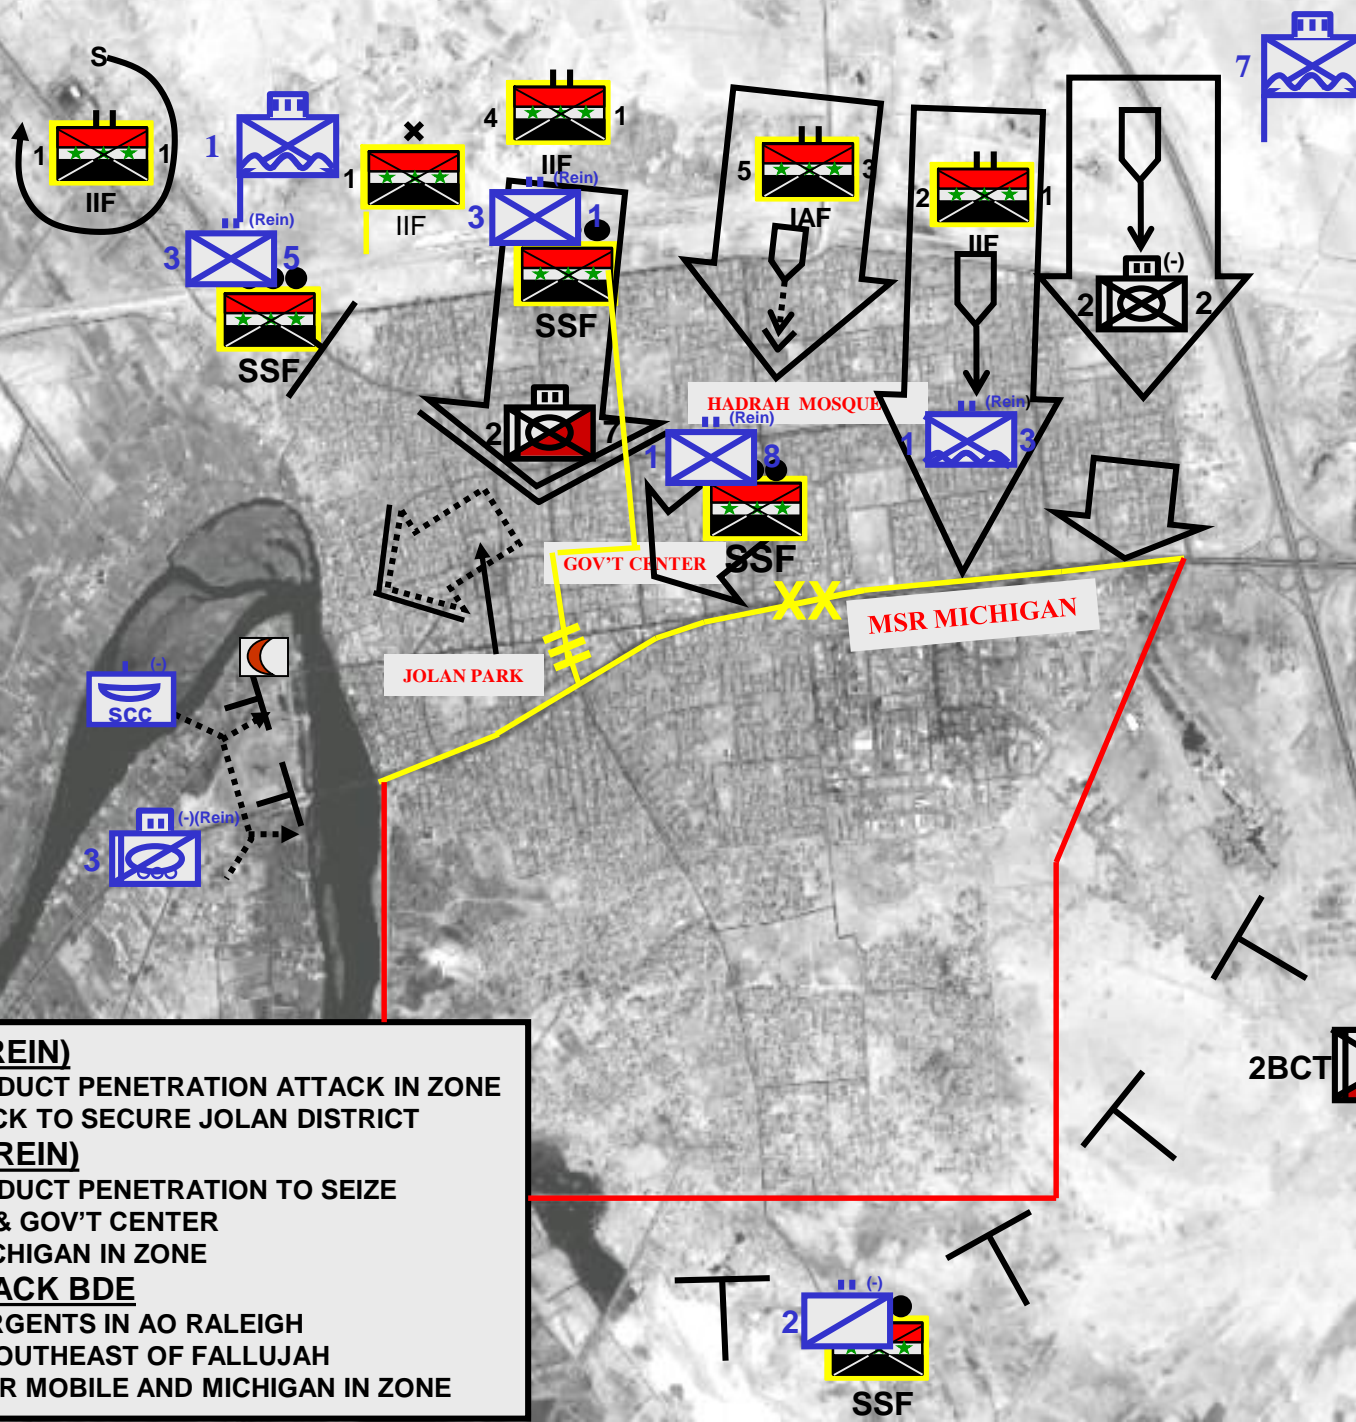 S
7
1
1
1
IIF
1
IIF
4
1
IIF
(Rein)
3
1
SSF
5
3
IAF
2
1
IIF
(-)
2
2
(Rein)
3
5
SSF
2
7
HADRAH MOSQUE
(Rein)
1
8
SSF
(Rein)
1
3
GOV'T CENTER
XX
MSR MICHIGAN
JOLAN PARK
(-)
SCC
(-)(Rein)
3
2BCT
REIN)
DUCT PENETRATION ATTACK IN ZONE
CK TO SECURE JOLAN DISTRICT
REIN)
DUCT PENETRATION TO SEIZE
& GOV'T CENTER
CHIGAN IN ZONE
ACK BDE
RGENTS IN AO RALEIGH
OUTHEAST OF FALLUJAH
R MOBILE AND MICHIGAN IN ZONE
(-)
2
SSF